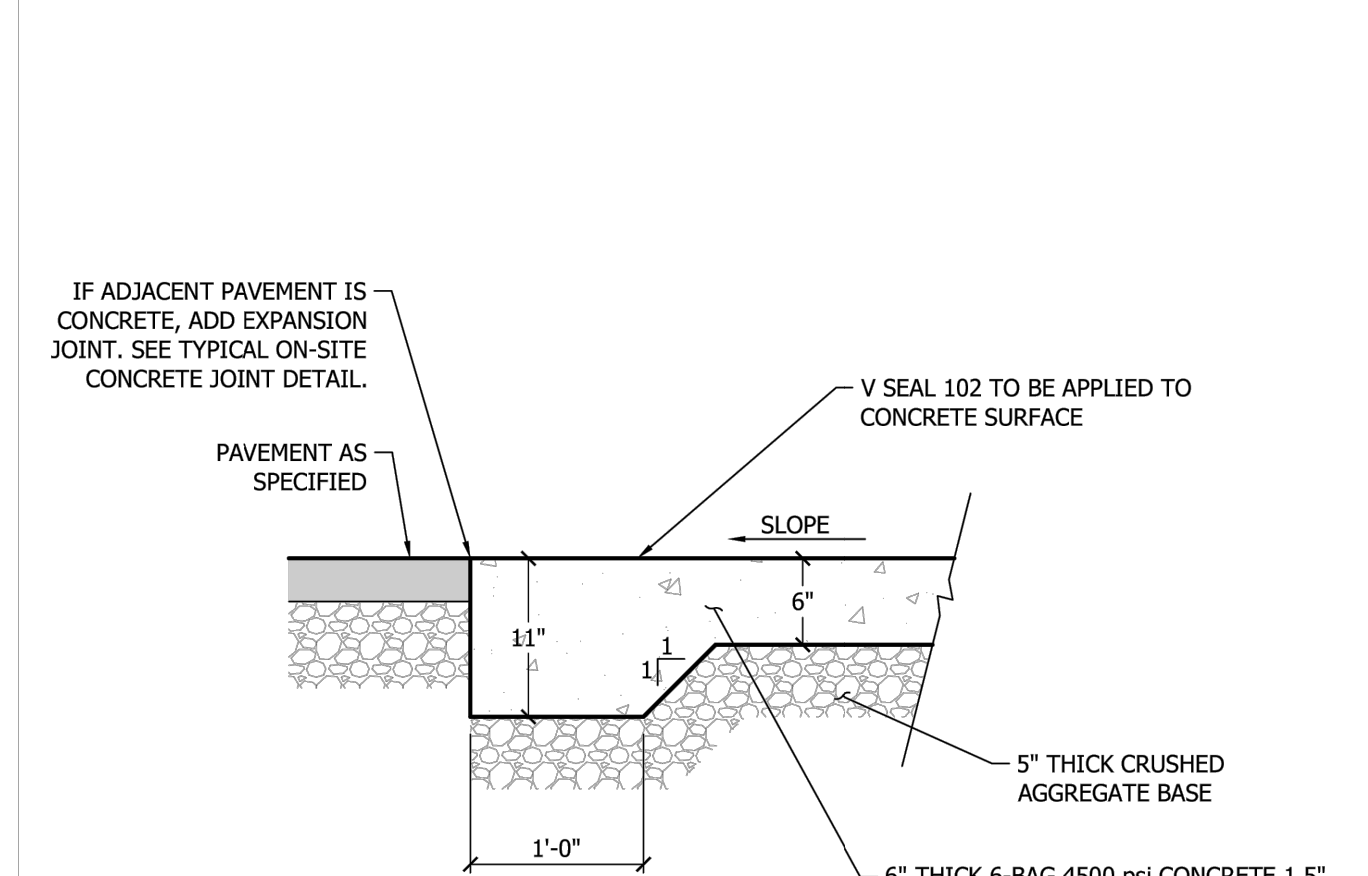 IF ADJACENT PAVEMENT IS
CONCRETE, ADD EXPANSION
JOINT. SEE TYPICAL ON-SITE
CONCRETE JOINT DETAIL.
V SEAL 102 TO BE APPLIED TO
CONCRETE SURFACE
PAVEMENT AS
SPECIFIED
SLOPE
6"
11"
1
1
5" THICK CRUSHED
AGGREGATE BASE
1'-0"
6" THICK 6-BAG 4500 psi CONCRETE 1.5"